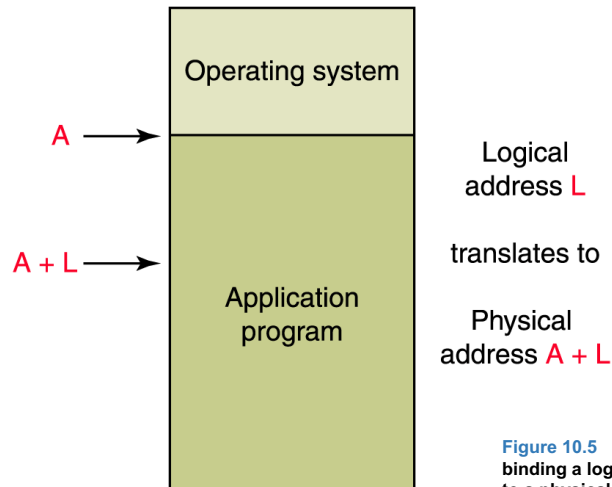 Operating system
A
Logical
address L
A + L
translates to
Application
program
Physical
address A + L
Figure 10.5
binding a log